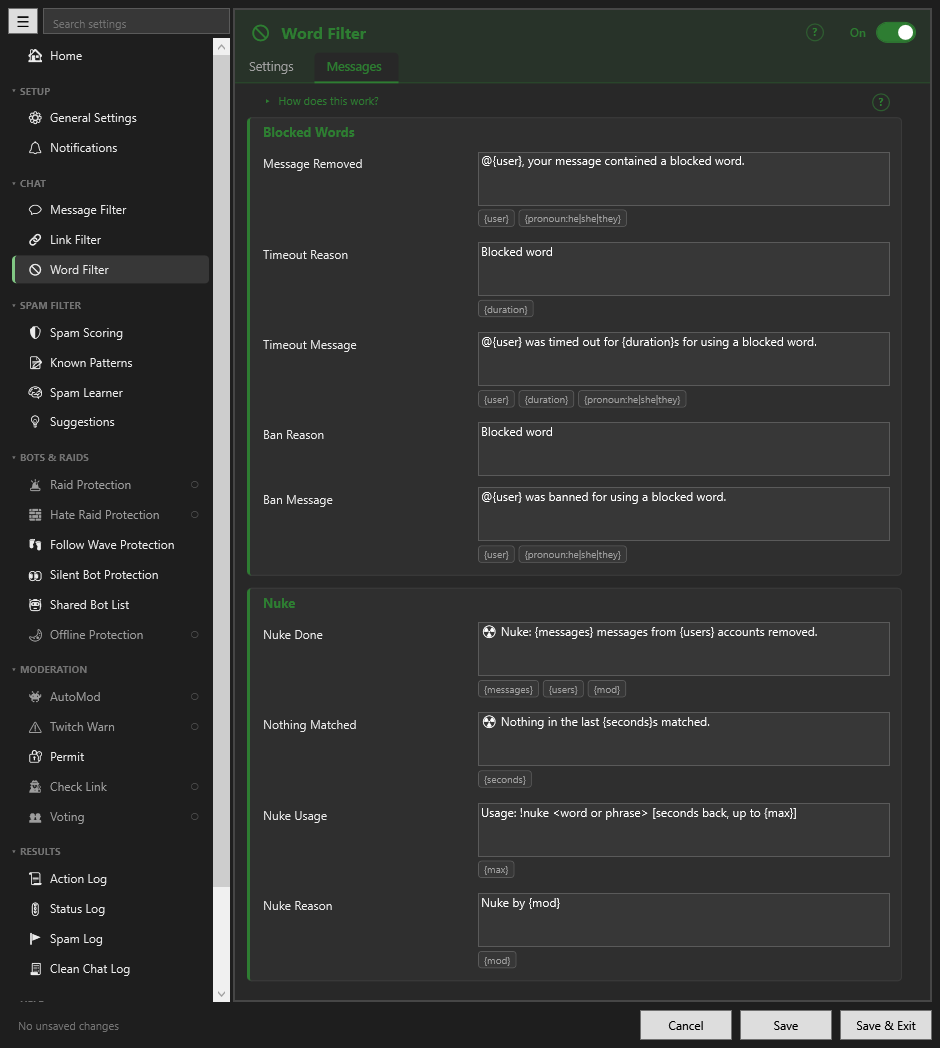 Search settings
Home
SETUP
General Settings
Notifications
CHAT
Message Filter
Link Filter
Word Filter
SPAM FILTER
Spam Scoring
Known Patterns
Spam Learner
Suggestions
BOTS & RAIDS
Raid Protection
Hate Raid Protection
Follow Wave Protection
Silent Bot Protection
Shared Bot List
Offline Protection
MODERATION
AutoMod
Twitch Warn
Permit
Check Link
Voting
RESULTS
Action Log
Status Log
Spam Log
Clean Chat Log
No unsaved changes
Word Filter
? On
Settings Messages
How does this work? ?
Blocked Words
Message Removed
@{user}, your message contained a blocked word.
{user} {pronoun:he|she|they}
Timeout Reason
Blocked word
{duration}
Timeout Message
@{user} was timed out for {duration}s for using a blocked word.
{user} {duration} {pronoun:he|she|they}
Ban Reason
Blocked word
Ban Message
@{user} was banned for using a blocked word.
{user} {pronoun:he|she|they}
Nuke
Nuke Done
☢ Nuke: {messages} messages from {users} accounts removed.
{messages} {users} {mod}
Nothing Matched
☢ Nothing in the last {seconds}s matched.
{seconds}
Nuke Usage
Usage: !nuke <word or phrase> [seconds back, up to {max}]
{max}
Nuke Reason
Nuke by {mod}
{mod}
Cancel Save Save & Exit